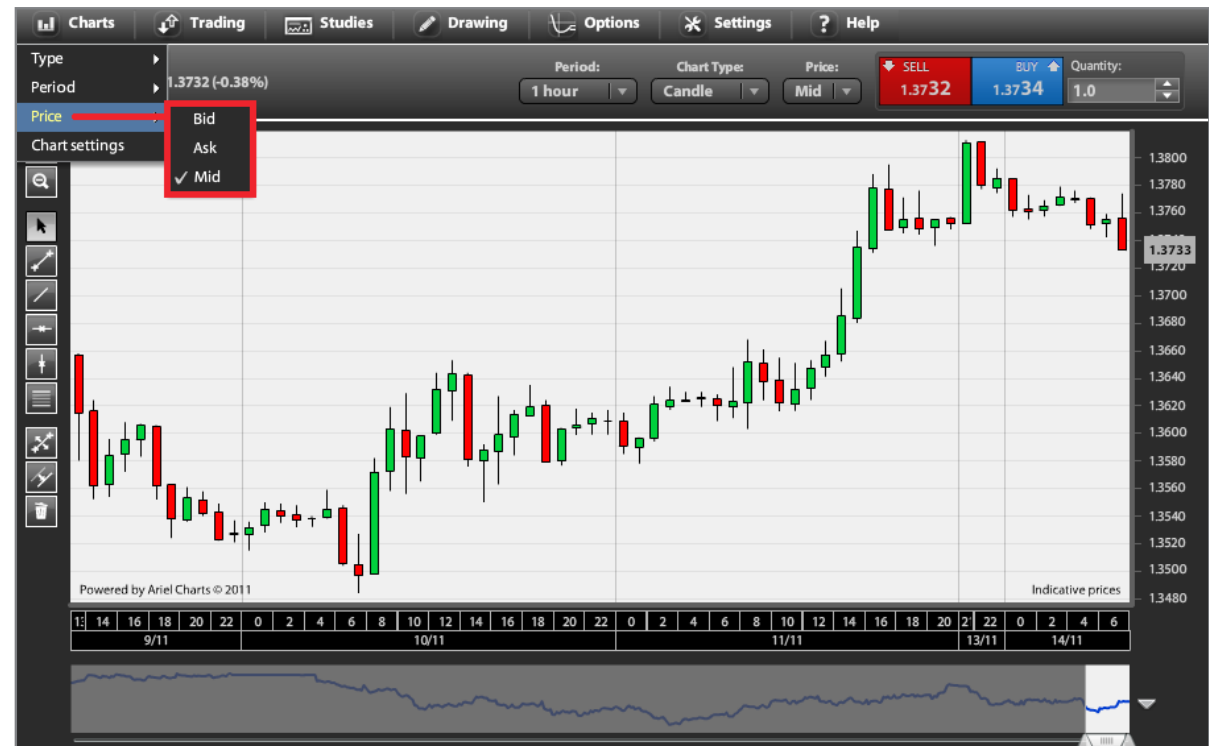 Charts Trading Studies Drawing Options Settings ? Help
Type
Period
Price
Chart settings
Bid
Ask
✓ Mid
1.3732 (-0.38%)
Period: Chart Type: Price:
1 hour Candle Mid
SELL BUY Quantity:
1.3732 1.3734 1.0
1.3800
1.3780
1.3760
1.3733
1.3720
1.3700
1.3680
1.3660
1.3640
1.3620
1.3600
1.3580
1.3560
1.3540
1.3520
1.3500
1.3480
Powered by Ariel Charts © 2011 Indicative prices
14 16 18 20 22 0 2 4 6 8 10 12 14 16 18 20 22 0 2 4 6 8 10 12 14 16 18 20 22 0 2 4 6
9/11 10/11 11/11 13/11 14/11